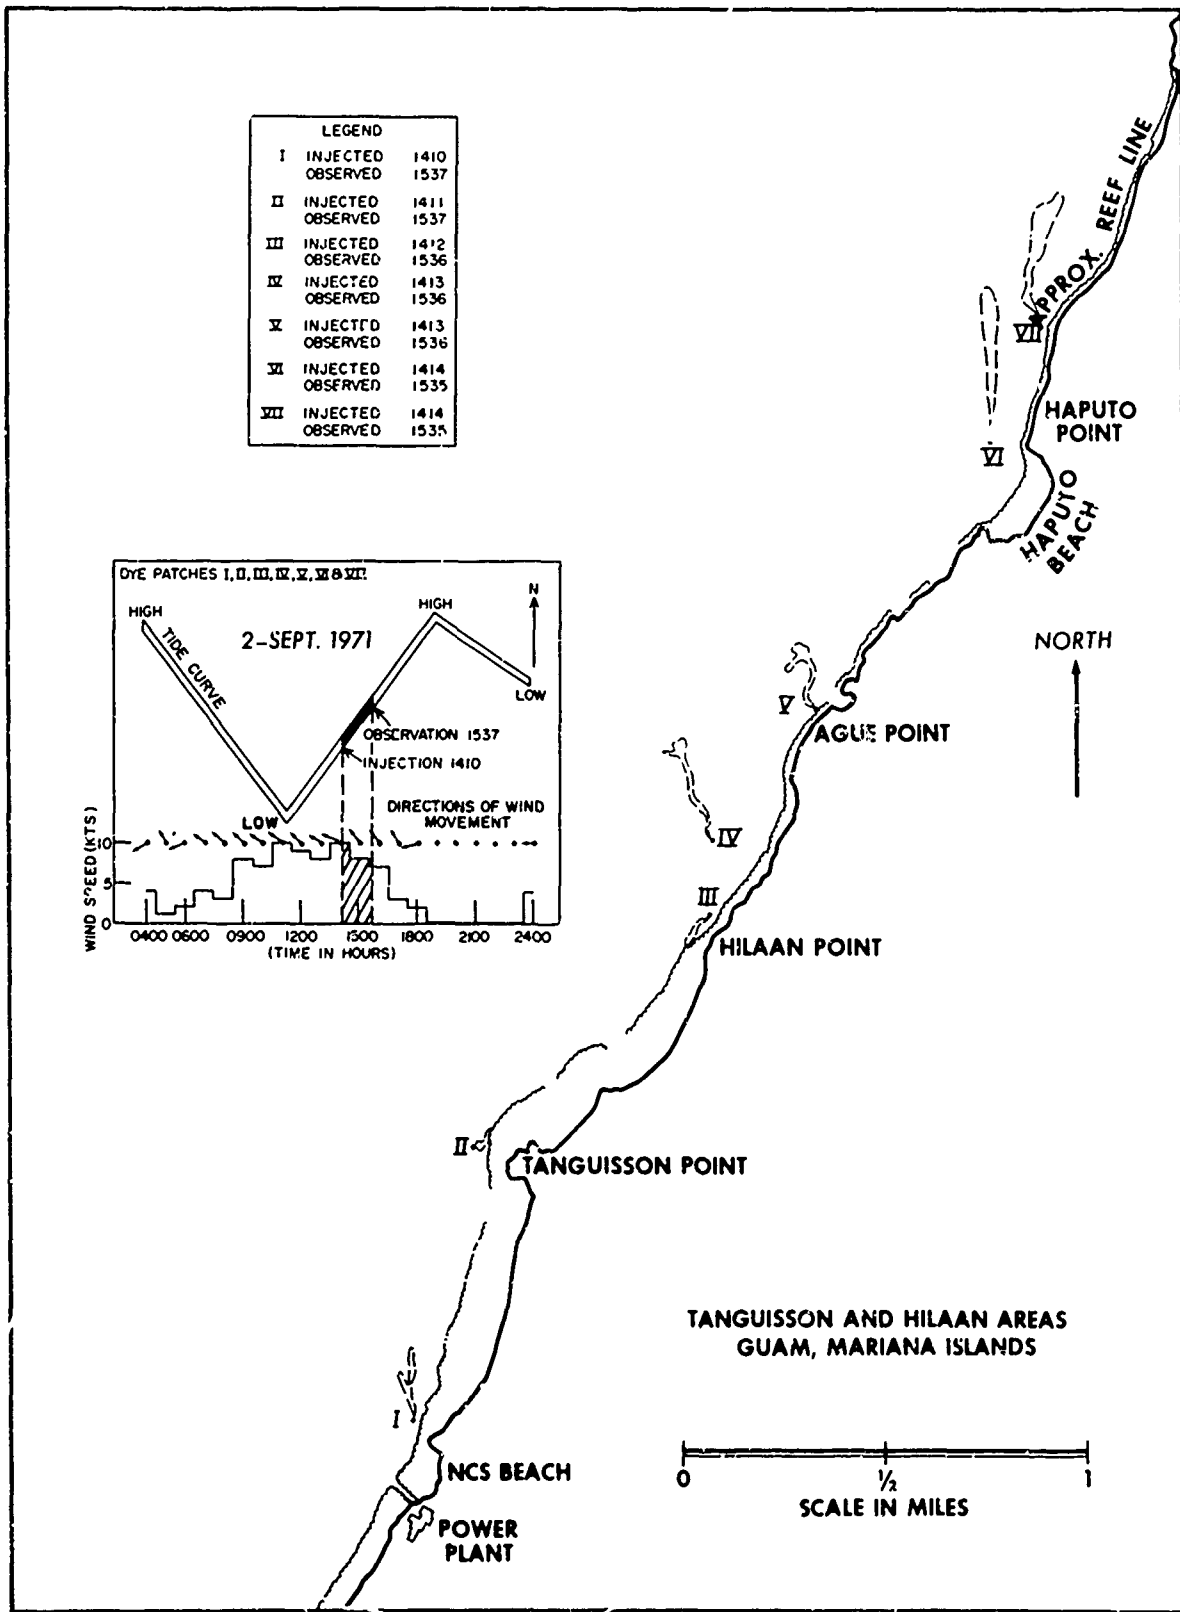 LEGEND
I INJECTED 1410
OBSERVED 1537
II INJECTED 1411
OBSERVED 1537
III INJECTED 1412
OBSERVED 1536
IV INJECTED 1413
OBSERVED 1536
V INJECTED 1413
OBSERVED 1536
VI INJECTED 1414
OBSERVED 1535
VII INJECTED 1414
OBSERVED 1535
APPROX. REEF LINE
VII
HAPUTO
POINT
VI
HAPUTO
BEACH
DYE PATCHES I, II, III, IV, V, VI & VII.
HIGH
TIDE CURVE
2-SEPT. 1971
HIGH
N
LOW
OBSERVATION 1537
INJECTION 1410
LOW
DIRECTIONS OF WIND
MOVEMENT
WIND SPEED (KTS)
10
5
0
0400 0600 0900 1200 1500 1800 2100 2400
(TIME IN HOURS)
NORTH
V
AGUE POINT
IV
III
HILAAN POINT
II
TANGUISSON POINT
TANGUISSON AND HILAAN AREAS
GUAM, MARIANA ISLANDS
I
NCS BEACH
0 1/2 1
SCALE IN MILES
POWER
PLANT